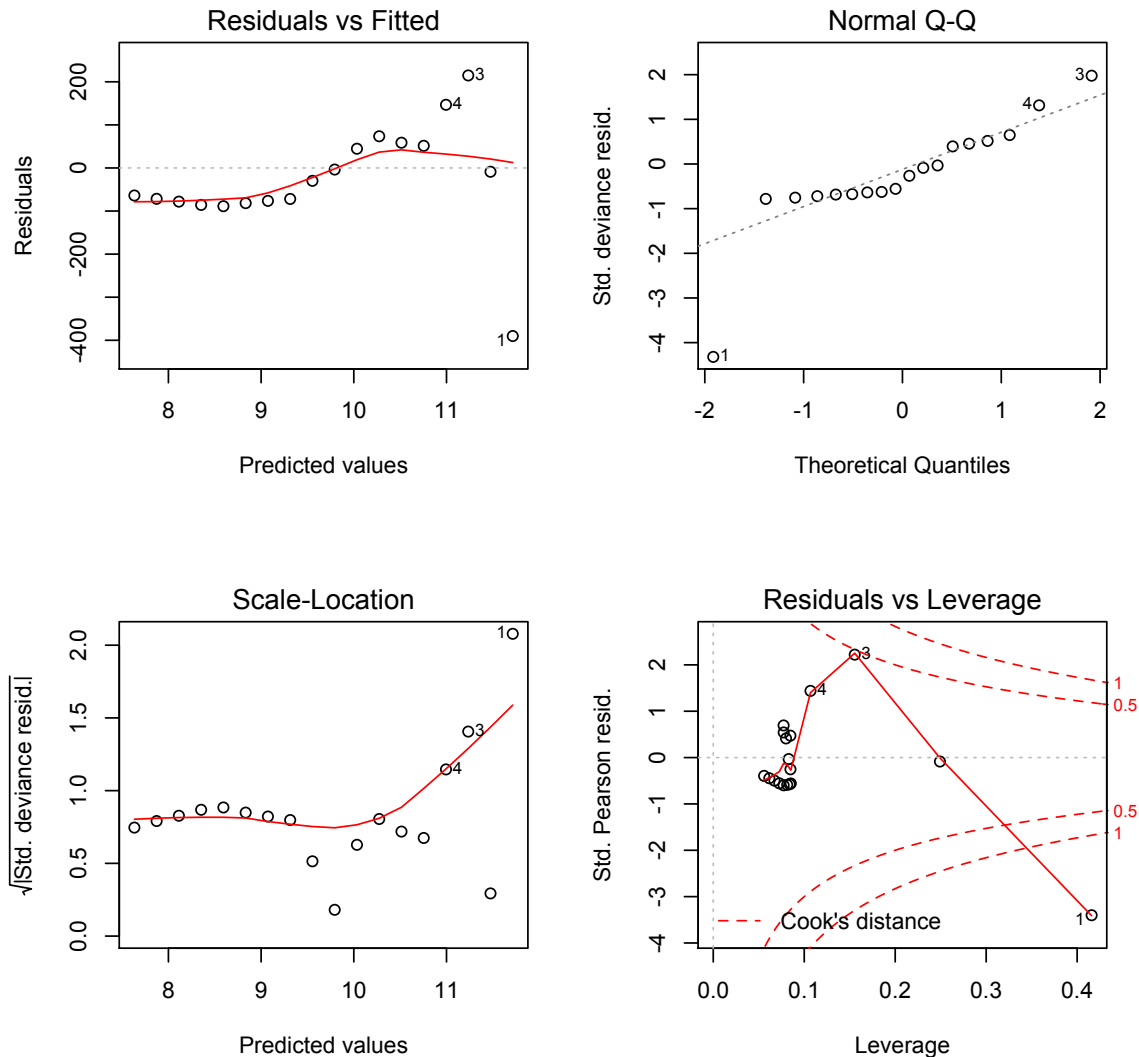 Residuals vs Fitted
Residuals
200
0
-200
-400
4
3
1
8 9 10 11
Predicted values
Normal Q-Q
Std. deviance resid.
2
1
0
-1
-2
-3
-4
3
4
1
-2 -1 0 1 2
Theoretical Quantiles
Scale-Location
√|Std. deviance resid.|
2.0
1.5
1.0
0.5
0.0
1
3
4
8 9 10 11
Predicted values
Residuals vs Leverage
Std. Pearson resid.
2
1
0
-1
-2
-3
-4
3
4
1
1
0.5
0.5
1
Cook's distance
0.0 0.1 0.2 0.3 0.4
Leverage